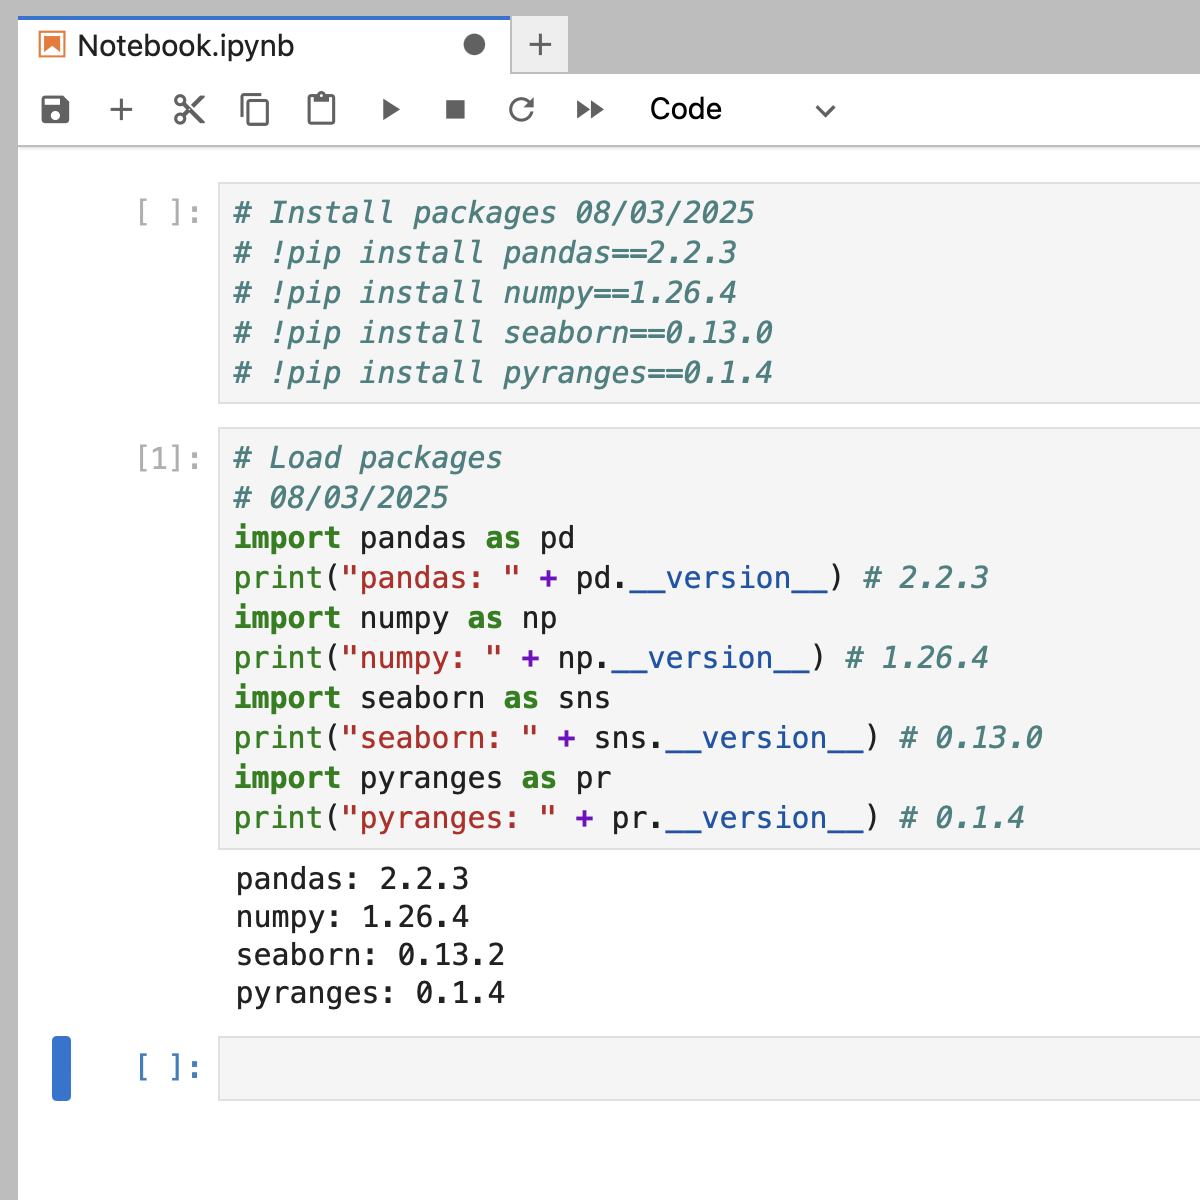 Notebook.ipynb
Code
[ ]:
# Install packages 08/03/2025
# !pip install pandas==2.2.3
# !pip install numpy==1.26.4
# !pip install seaborn==0.13.0
# !pip install pyranges==0.1.4
[1]:
# Load packages
# 08/03/2025
import pandas as pd
print("pandas: " + pd.__version__) # 2.2.3
import numpy as np
print("numpy: " + np.__version__) # 1.26.4
import seaborn as sns
print("seaborn: " + sns.__version__) # 0.13.0
import pyranges as pr
print("pyranges: " + pr.__version__) # 0.1.4
pandas: 2.2.3
numpy: 1.26.4
seaborn: 0.13.2
pyranges: 0.1.4
[ ]: